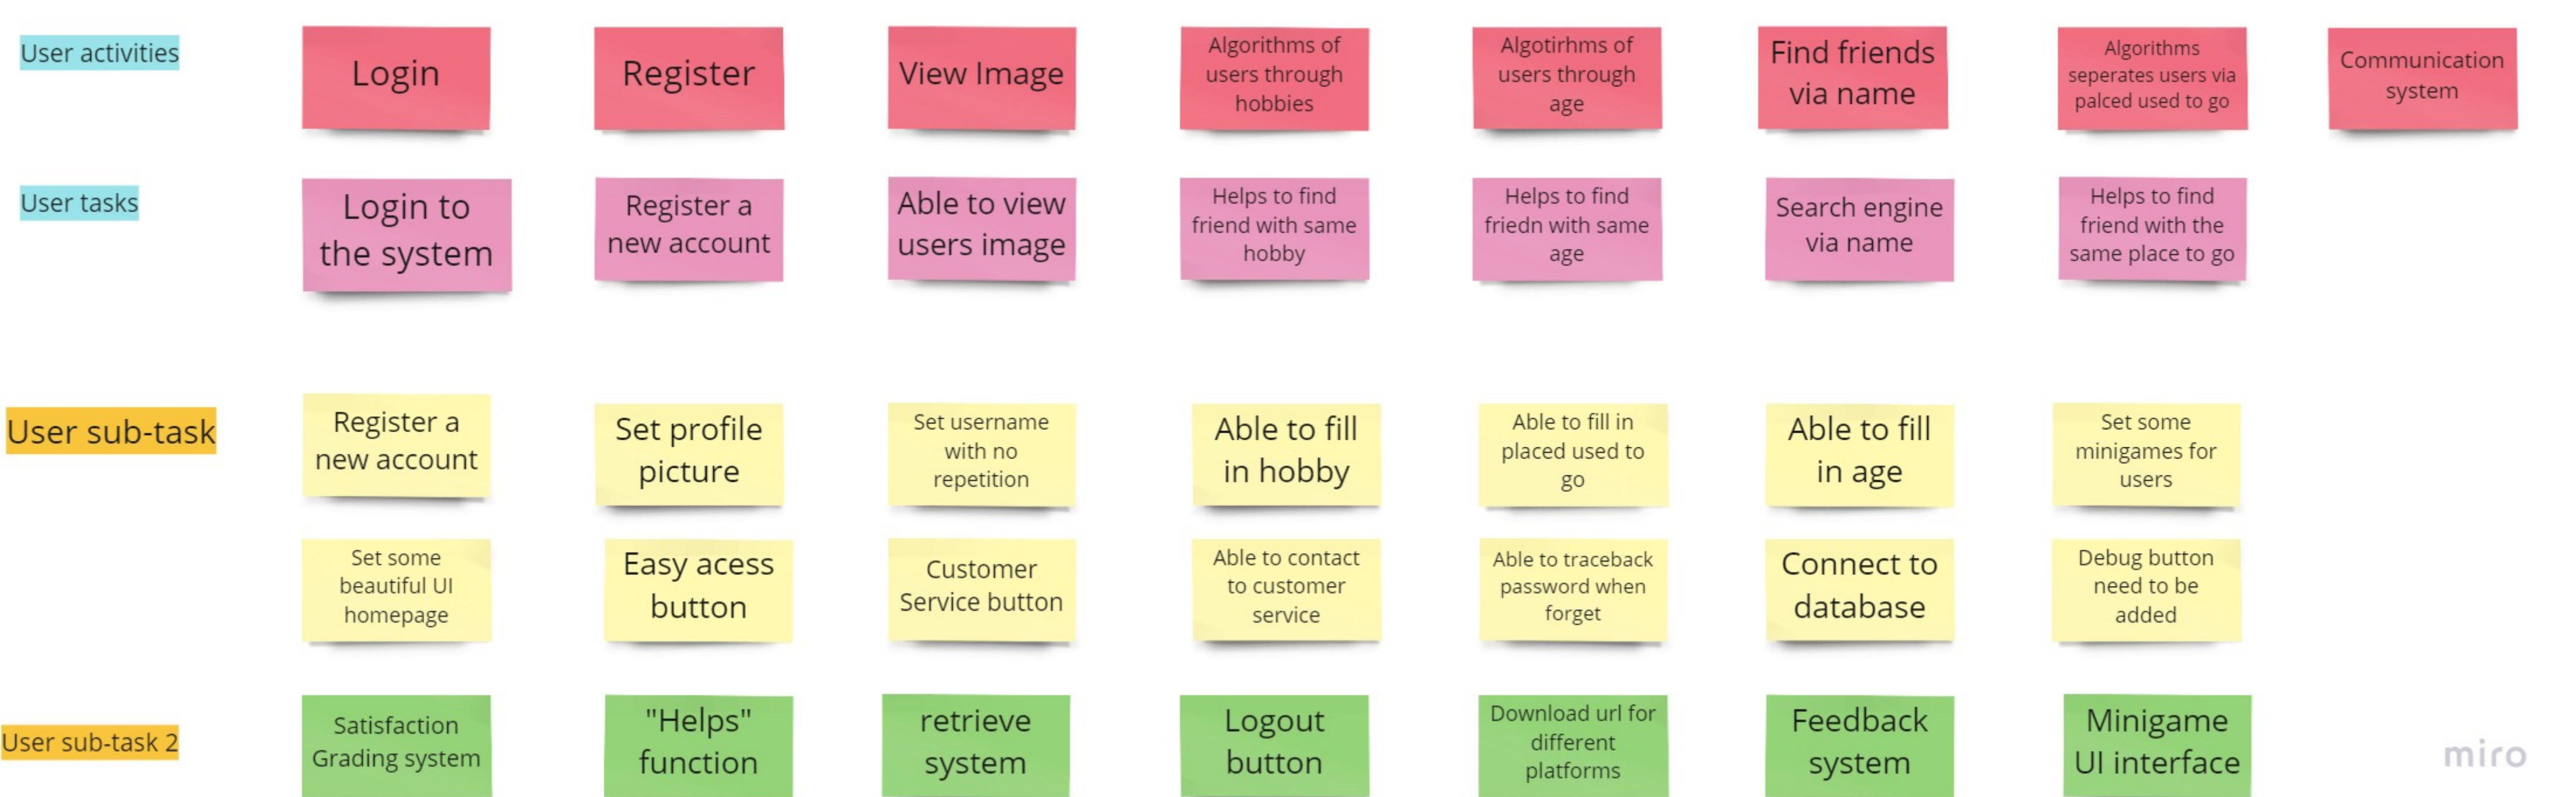 User activities
Login
Register
View Image
Algorithms of
users through
hobbies
Algotirhms of
users through
age
Find friends
via name
Algorithms
seperates users via
palced used to go
Communication
system
User tasks
Login to
the system
Register a
new account
Able to view
users image
Helps to find
friend with same
hobby
Helps to find
friedn with same
age
Search engine
via name
Helps to find
friend with the
same place to go
User sub-task
Register a
new account
Set profile
picture
Set username
with no
repetition
Able to fill
in hobby
Able to fill in
placed used to
go
Able to fill
in age
Set some
minigames for
users
Set some
beautiful UI
homepage
Easy acess
button
Customer
Service button
Able to contact
to customer
service
Able to traceback
password when
forget
Connect to
database
Debug button
need to be
added
User sub-task 2
Satisfaction
Grading system
"Helps"
function
retrieve
system
Logout
button
Download url for
different
platforms
Feedback
system
Minigame
UI interface
miro